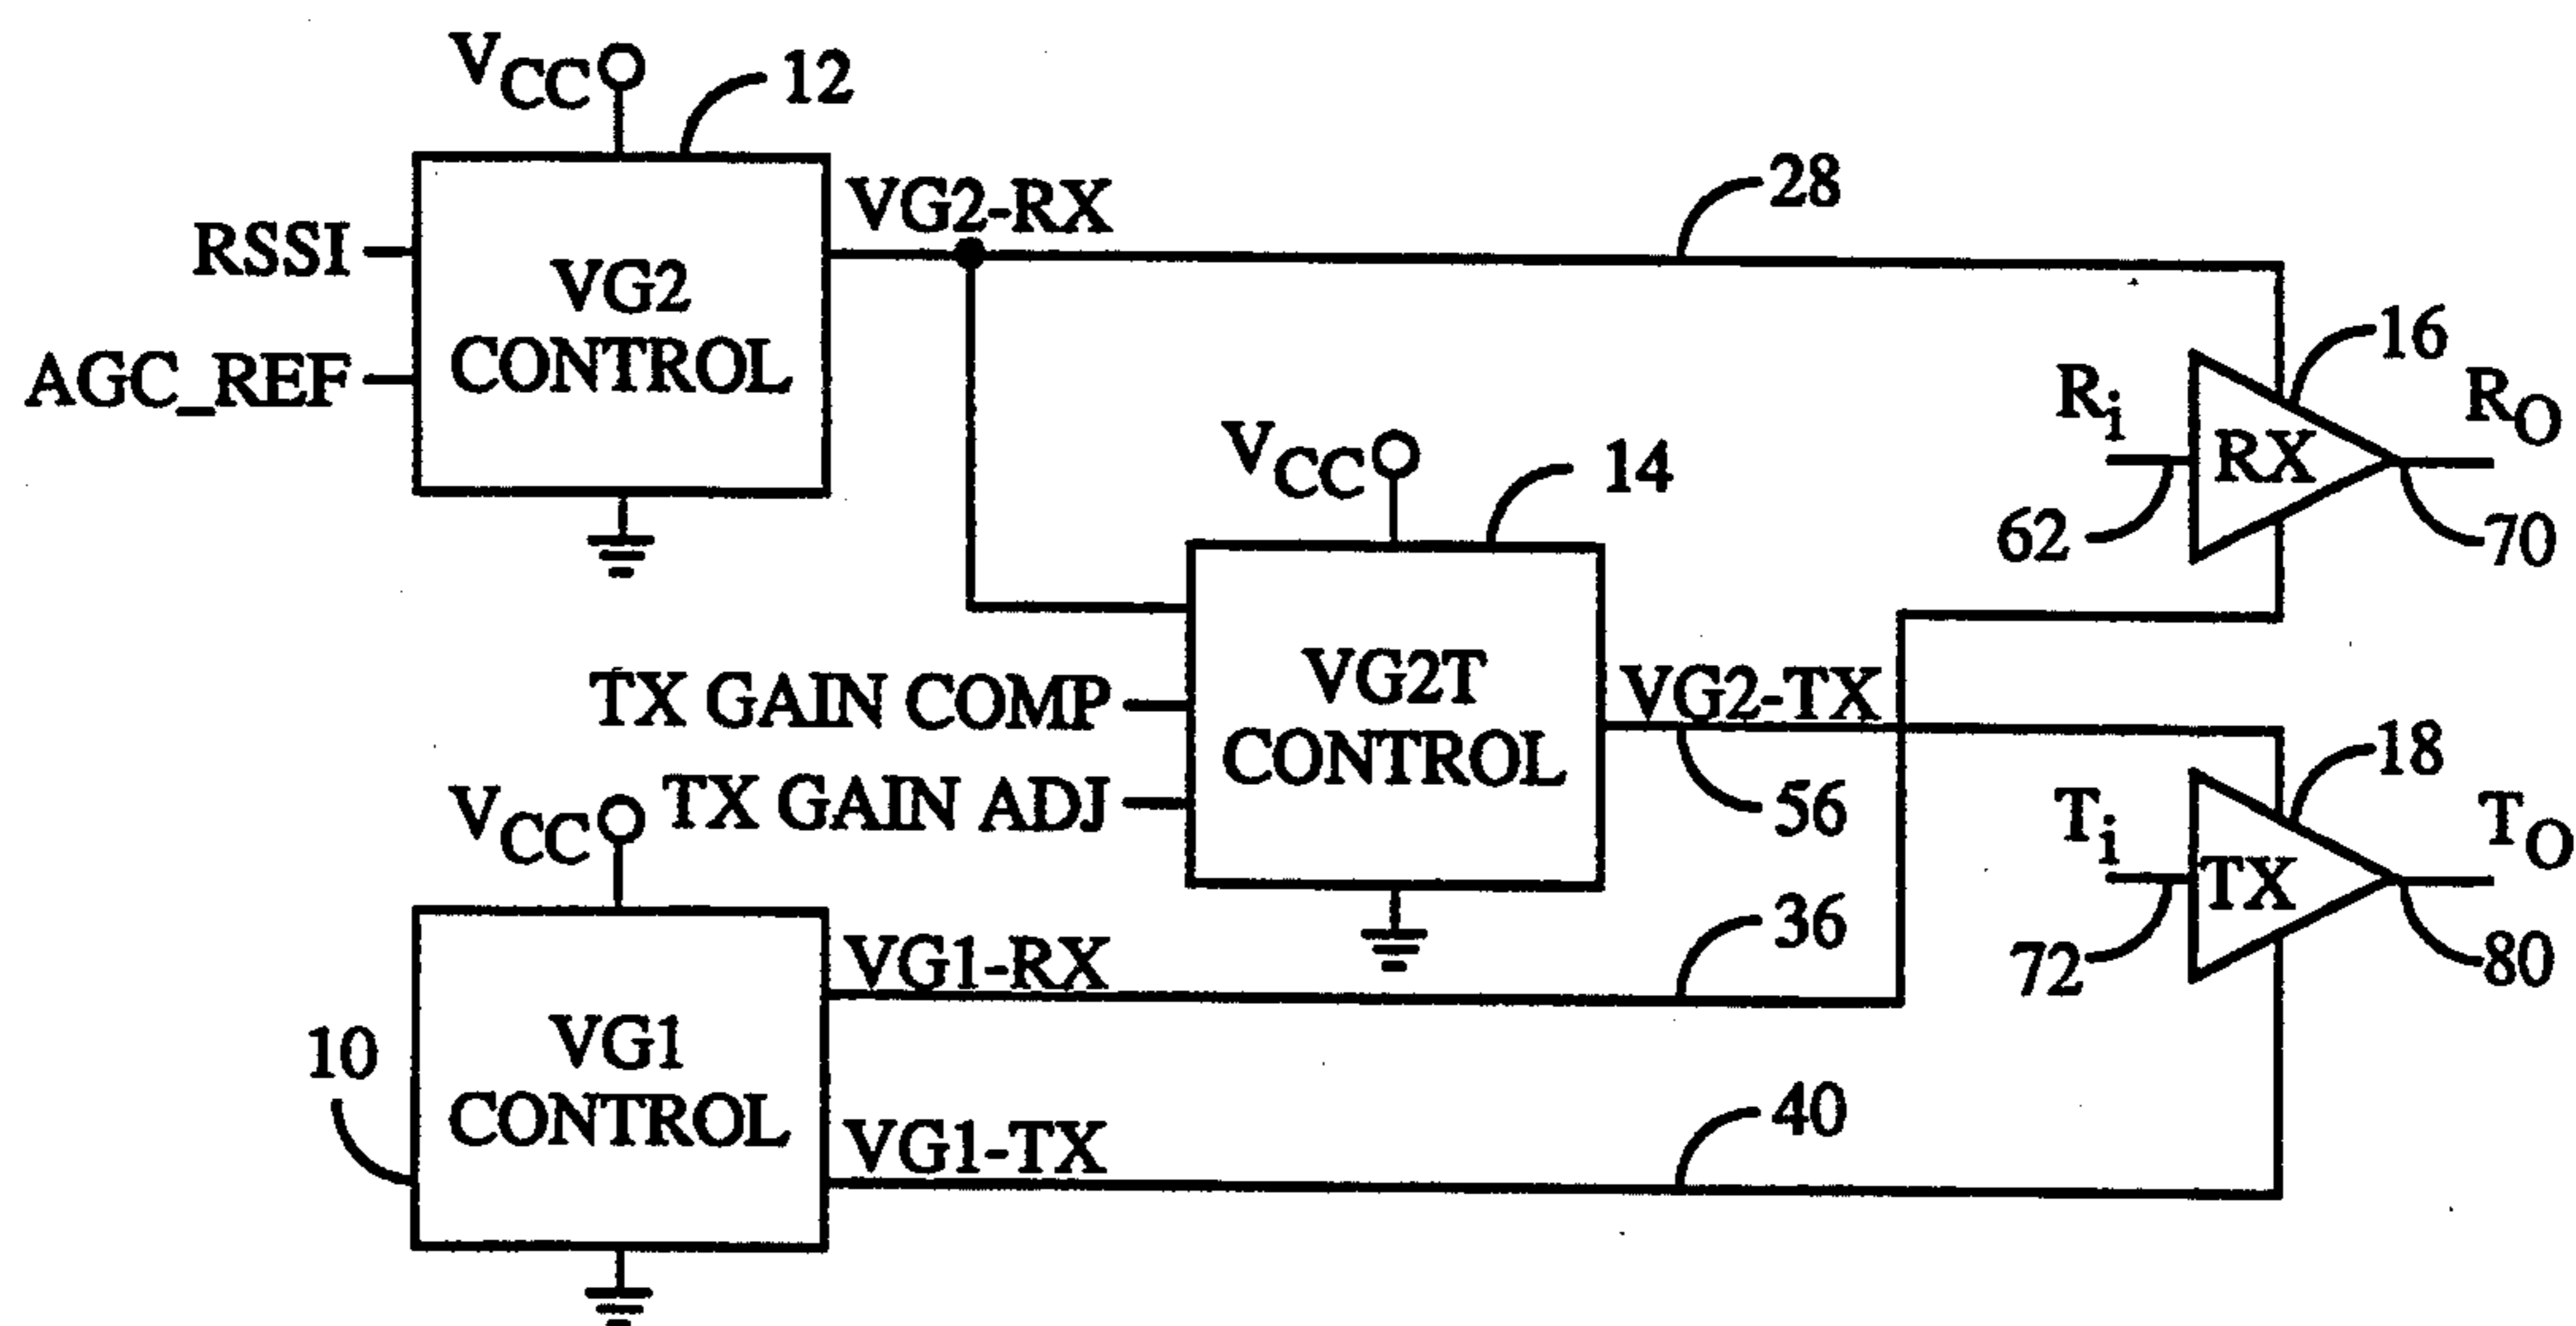 VCC
12
VG2-RX
28
RSSI
VG2
CONTROL
AGC_REF
16
Ri
RX
RO
62
70
VCC
14
TX GAIN COMP
TX GAIN ADJ
VG2T
CONTROL
VG2-TX
56
18
Ti
TX
TO
72
80
VCC
10
VG1
CONTROL
VG1-RX
36
VG1-TX
40